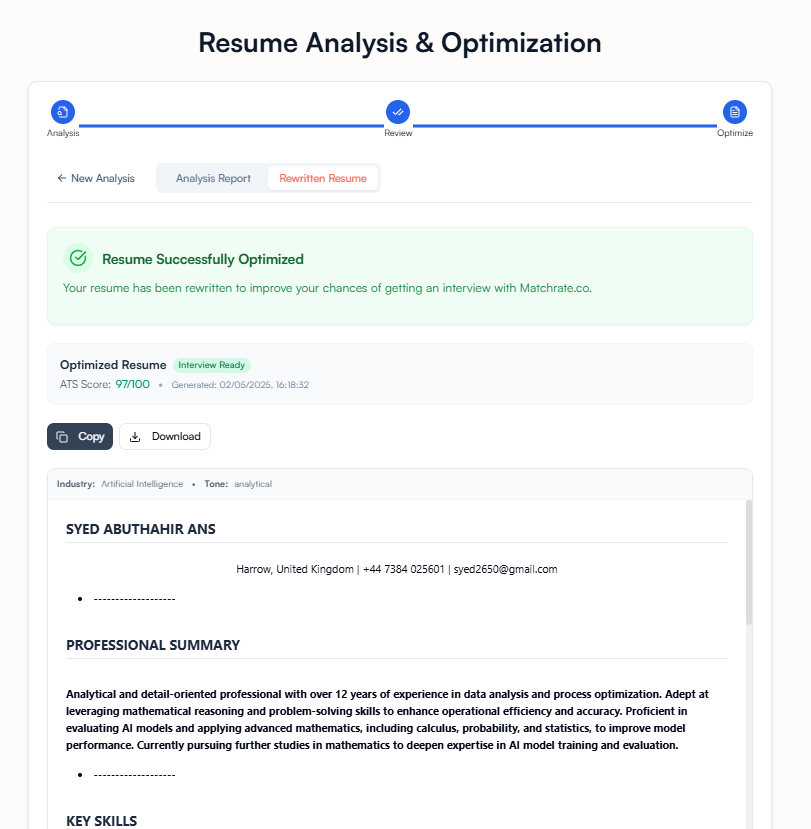 Resume Analysis & Optimization
Analysis
Review
Optimize
← New Analysis
Analysis Report
Rewritten Resume
Resume Successfully Optimized
Your resume has been rewritten to improve your chances of getting an interview with Matchrate.co.
Optimized Resume Interview Ready
ATS Score: 97/100 • Generated: 02/05/2025, 16:18:32
Copy
Download
Industry: Artificial Intelligence • Tone: analytical
SYED ABUTHAHIR ANS
Harrow, United Kingdom | +44 7384 025601 | syed2650@gmail.com
• -------------------
PROFESSIONAL SUMMARY
Analytical and detail-oriented professional with over 12 years of experience in data analysis and process optimization. Adept at
leveraging mathematical reasoning and problem-solving skills to enhance operational efficiency and accuracy. Proficient in
evaluating AI models and applying advanced mathematics, including calculus, probability, and statistics, to improve model
performance. Currently pursuing further studies in mathematics to deepen expertise in AI model training and evaluation.
• -------------------
KEY SKILLS